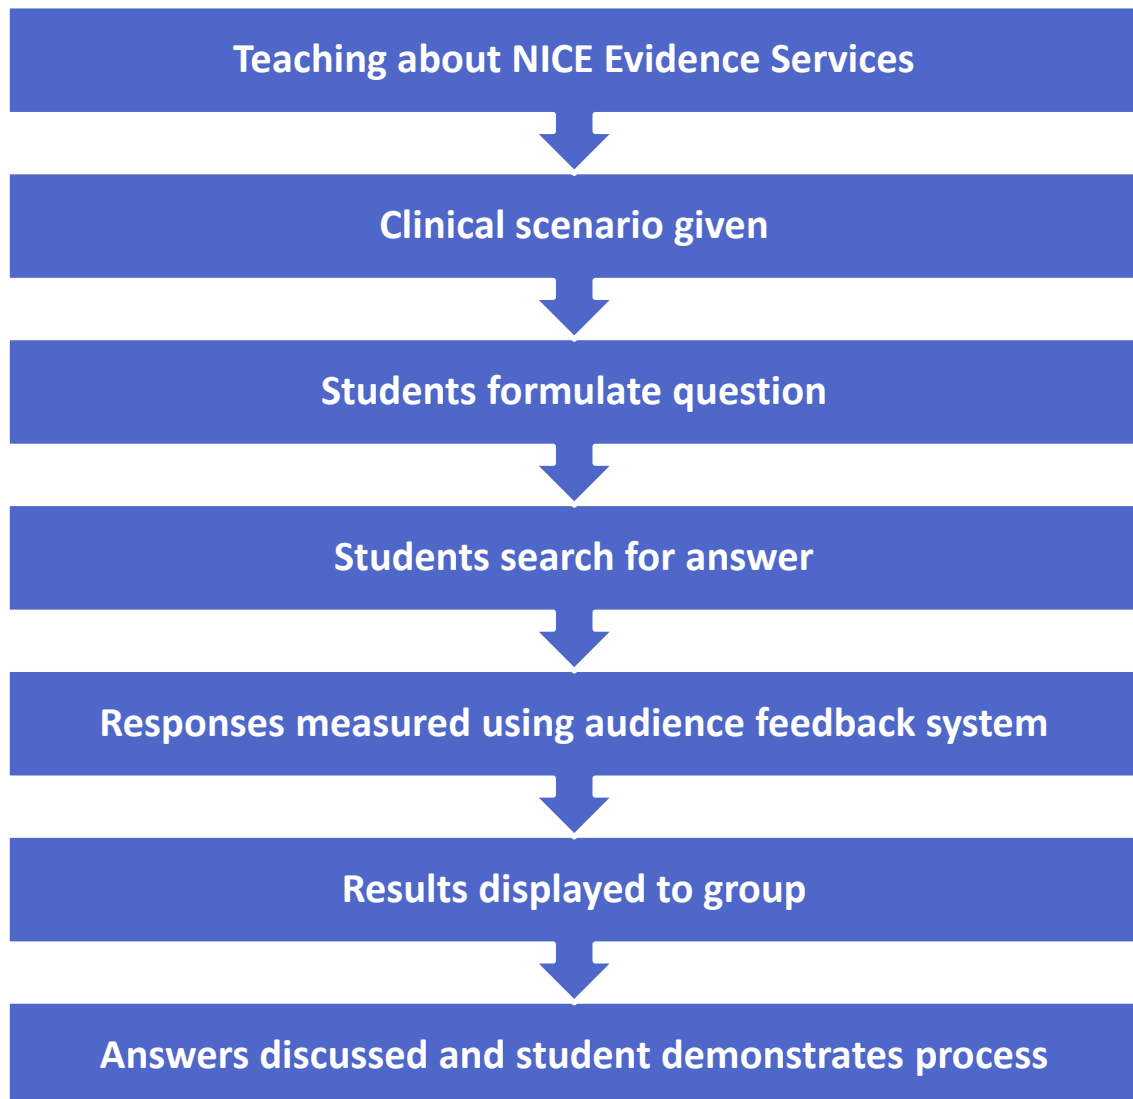 Teaching about NICE Evidence Services
Clinical scenario given
Students formulate question
Students search for answer
Responses measured using audience feedback system
Results displayed to group
Answers discussed and student demonstrates process